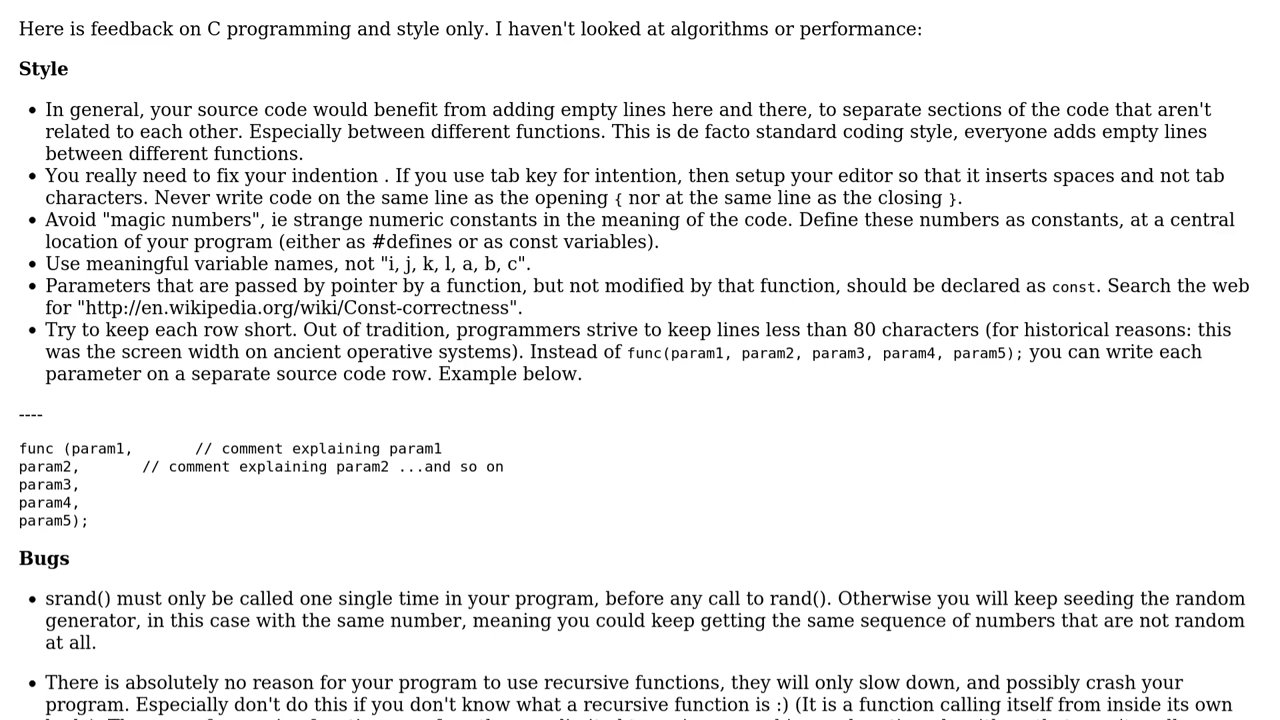 Here is feedback on C programming and style only. I haven't looked at algorithms or performance:
Style
• In general, your source code would benefit from adding empty lines here and there, to separate sections of the code that aren't
related to each other. Especially between different functions. This is de facto standard coding style, everyone adds empty lines
between different functions.
• You really need to fix your indention . If you use tab key for intention, then setup your editor so that it inserts spaces and not tab
characters. Never write code on the same line as the opening { nor at the same line as the closing }.
• Avoid "magic numbers", ie strange numeric constants in the meaning of the code. Define these numbers as constants, at a central
location of your program (either as #defines or as const variables).
• Use meaningful variable names, not "i, j, k, l, a, b, c".
• Parameters that are passed by pointer by a function, but not modified by that function, should be declared as const. Search the web
for "http://en.wikipedia.org/wiki/Const-correctness".
• Try to keep each row short. Out of tradition, programmers strive to keep lines less than 80 characters (for historical reasons: this
was the screen width on ancient operative systems). Instead of func(param1, param2, param3, param4, param5); you can write each
parameter on a separate source code row. Example below.
----
func (param1,       // comment explaining param1
param2,       // comment explaining param2 ...and so on
param3,
param4,
param5);
Bugs
• srand() must only be called one single time in your program, before any call to rand(). Otherwise you will keep seeding the random
generator, in this case with the same number, meaning you could keep getting the same sequence of numbers that are not random
at all.
• There is absolutely no reason for your program to use recursive functions, they will only slow down, and possibly crash your
program. Especially don't do this if you don't know what a recursive function is :) (It is a function calling itself from inside its own